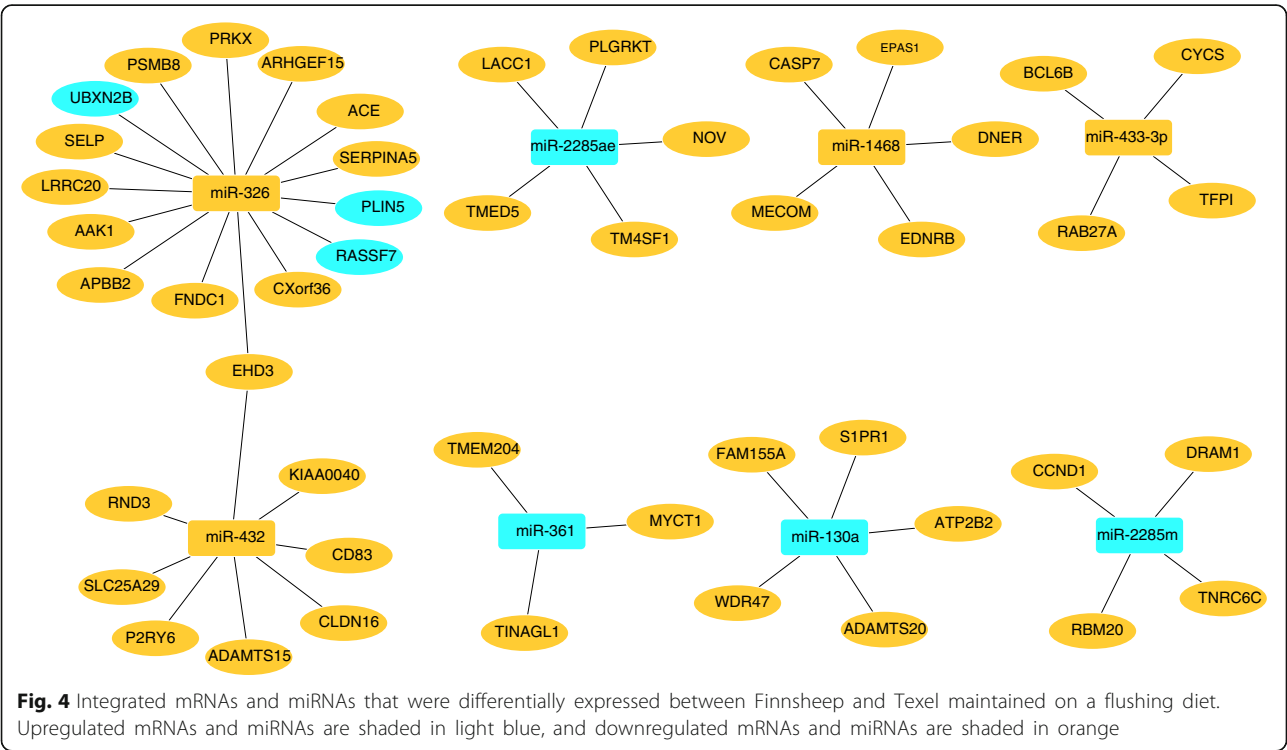 PRKX
PSMB8
ARHGEF15
UBXN2B
ACE
SELP
SERPINA5
LRRC20
miR-326
PLIN5
AAK1
RASSF7
APBB2
FNDC1
CXorf36
EHD3
LACC1
PLGRKT
miR-2285ae
NOV
TMED5
TM4SF1
CASP7
EPAS1
miR-1468
DNER
MECOM
EDNRB
BCL6B
CYCS
miR-433-3p
TFPI
RAB27A
KIAA0040
RND3
miR-432
CD83
SLC25A29
CLDN16
P2RY6
ADAMTS15
TMEM204
miR-361
MYCT1
TINAGL1
FAM155A
S1PR1
miR-130a
ATP2B2
WDR47
ADAMTS20
CCND1
DRAM1
miR-2285m
TNRC6C
RBM20
Fig. 4 Integrated mRNAs and miRNAs that were differentially expressed between Finnsheep and Texel maintained on a flushing diet.
Upregulated mRNAs and miRNAs are shaded in light blue, and downregulated mRNAs and miRNAs are shaded in orange